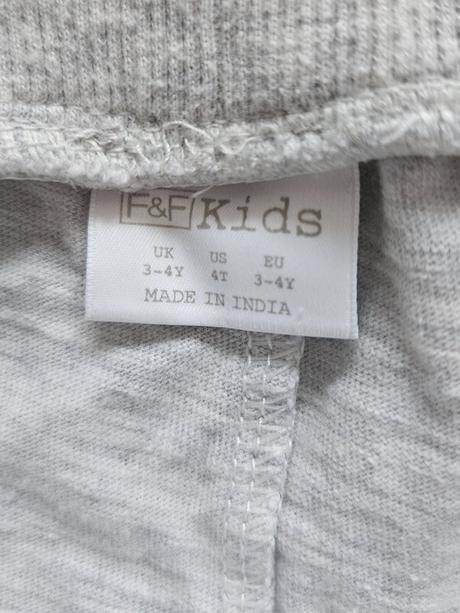 F&F Kids
UK US EU
3-4Y 4T 3-4Y
MADE IN INDIA